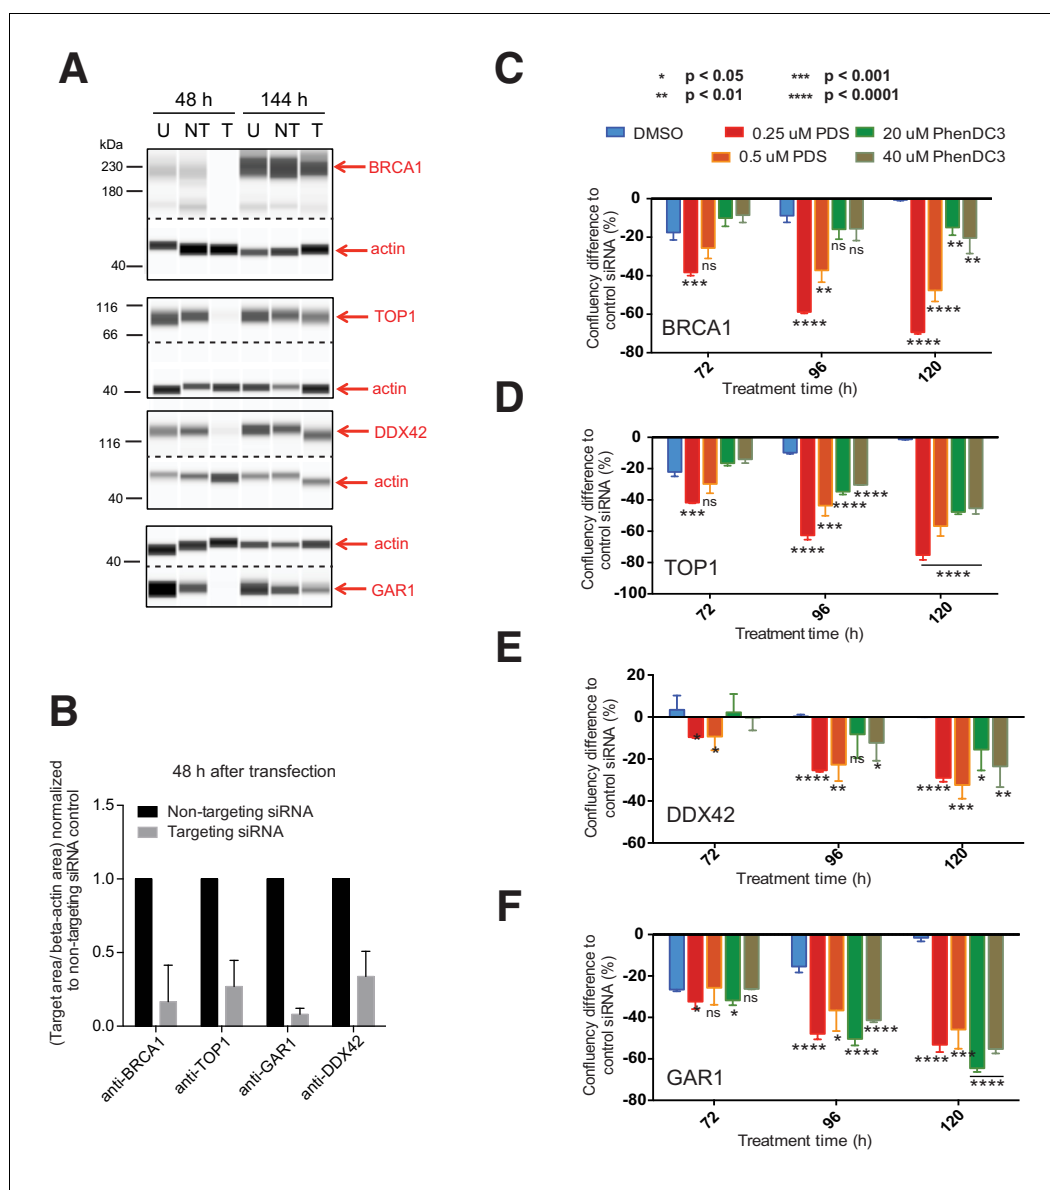 A
48 h 144 h
U NT T U NT T
kDa
230
180
BRCA1
40
actin
116
66
TOP1
40
actin
116
DDX42
40
actin
40
actin
GAR1
B
48 h after transfection
(Target area/ beta-actin area) normalized
to non-targeting siRNA control
1.5
1.0
0.5
0.0
Non-targeting siRNA
Targeting siRNA
anti-BRCA1
anti-TOP1
anti-GAR1
anti-DDX42
C
* p < 0.05 *** p < 0.001
** p < 0.01 **** p < 0.0001
DMSO 0.25 uM PDS 20 uM PhenDC3
0.5 uM PDS 40 uM PhenDC3
Confluency difference to
control siRNA (%)
0
-20
-40
-60
-80
*** ns
**** ** ns ns
**** **** ** **
BRCA1
72 96 120
Treatment time (h)
D
Confluency difference to
control siRNA (%)
0
-20
-40
-60
-80
-100
*** ns
**** *** **** ****
****
TOP1
72 96 120
Treatment time (h)
E
Confluency difference to
control siRNA (%)
20
0
-20
-40
-60
* *
**** ** ns *
**** *** * **
DDX42
72 96 120
Treatment time (h)
F
Confluency difference to
control siRNA (%)
0
-20
-40
-60
-80
* ns * ns
**** * **** ****
**** *** ****
GAR1
72 96 120
Treatment time (h)